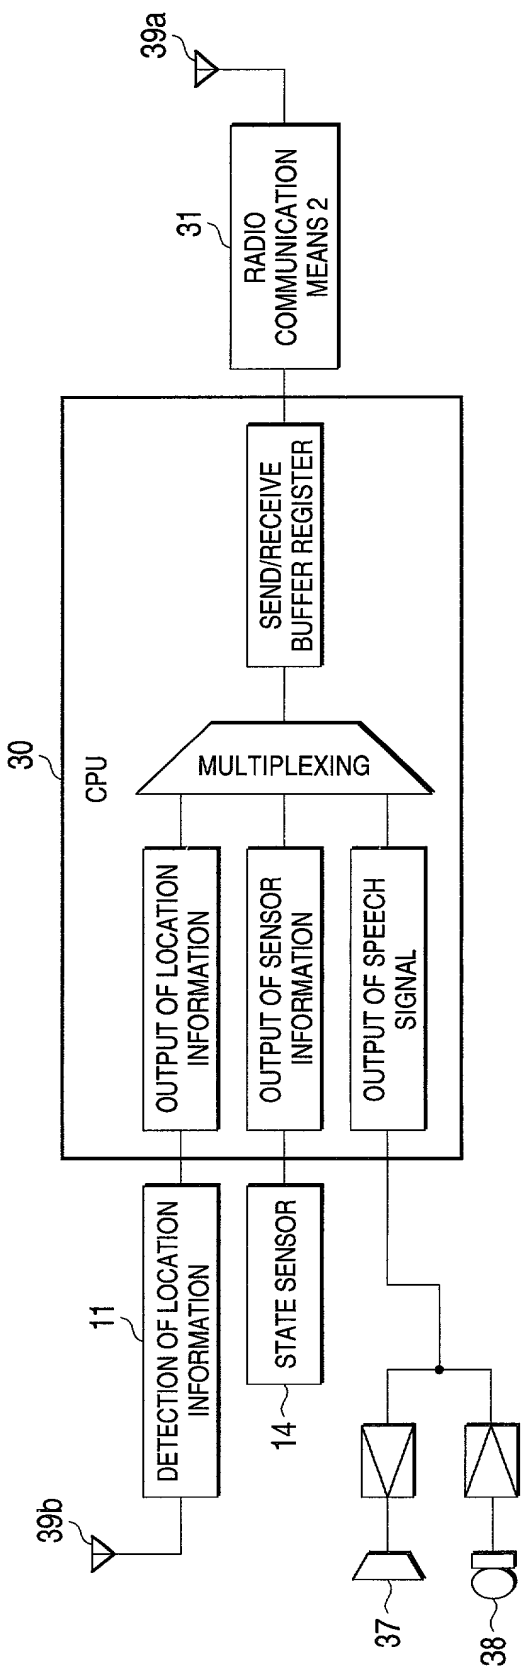 39b
11
DETECTION OF LOCATION
INFORMATION
STATE SENSOR
14
37
38
30
CPU
OUTPUT OF LOCATION
INFORMATION
OUTPUT OF SENSOR
INFORMATION
OUTPUT OF SPEECH
SIGNAL
MULTIPLEXING
SEND/RECEIVE
BUFFER REGISTER
31
RADIO
COMMUNICATION
MEANS 2
39a